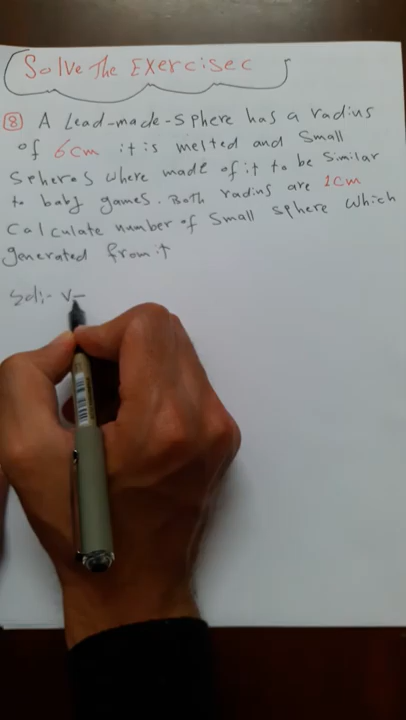 Solve The Exercisec
8 A Lead-made-sphere has a radius
of 6cm it is melted and small
spheres where made of it to be similar
to baby games. Both radius are 1cm
Calculate number of small sphere which
generated from it
Sol:- V=